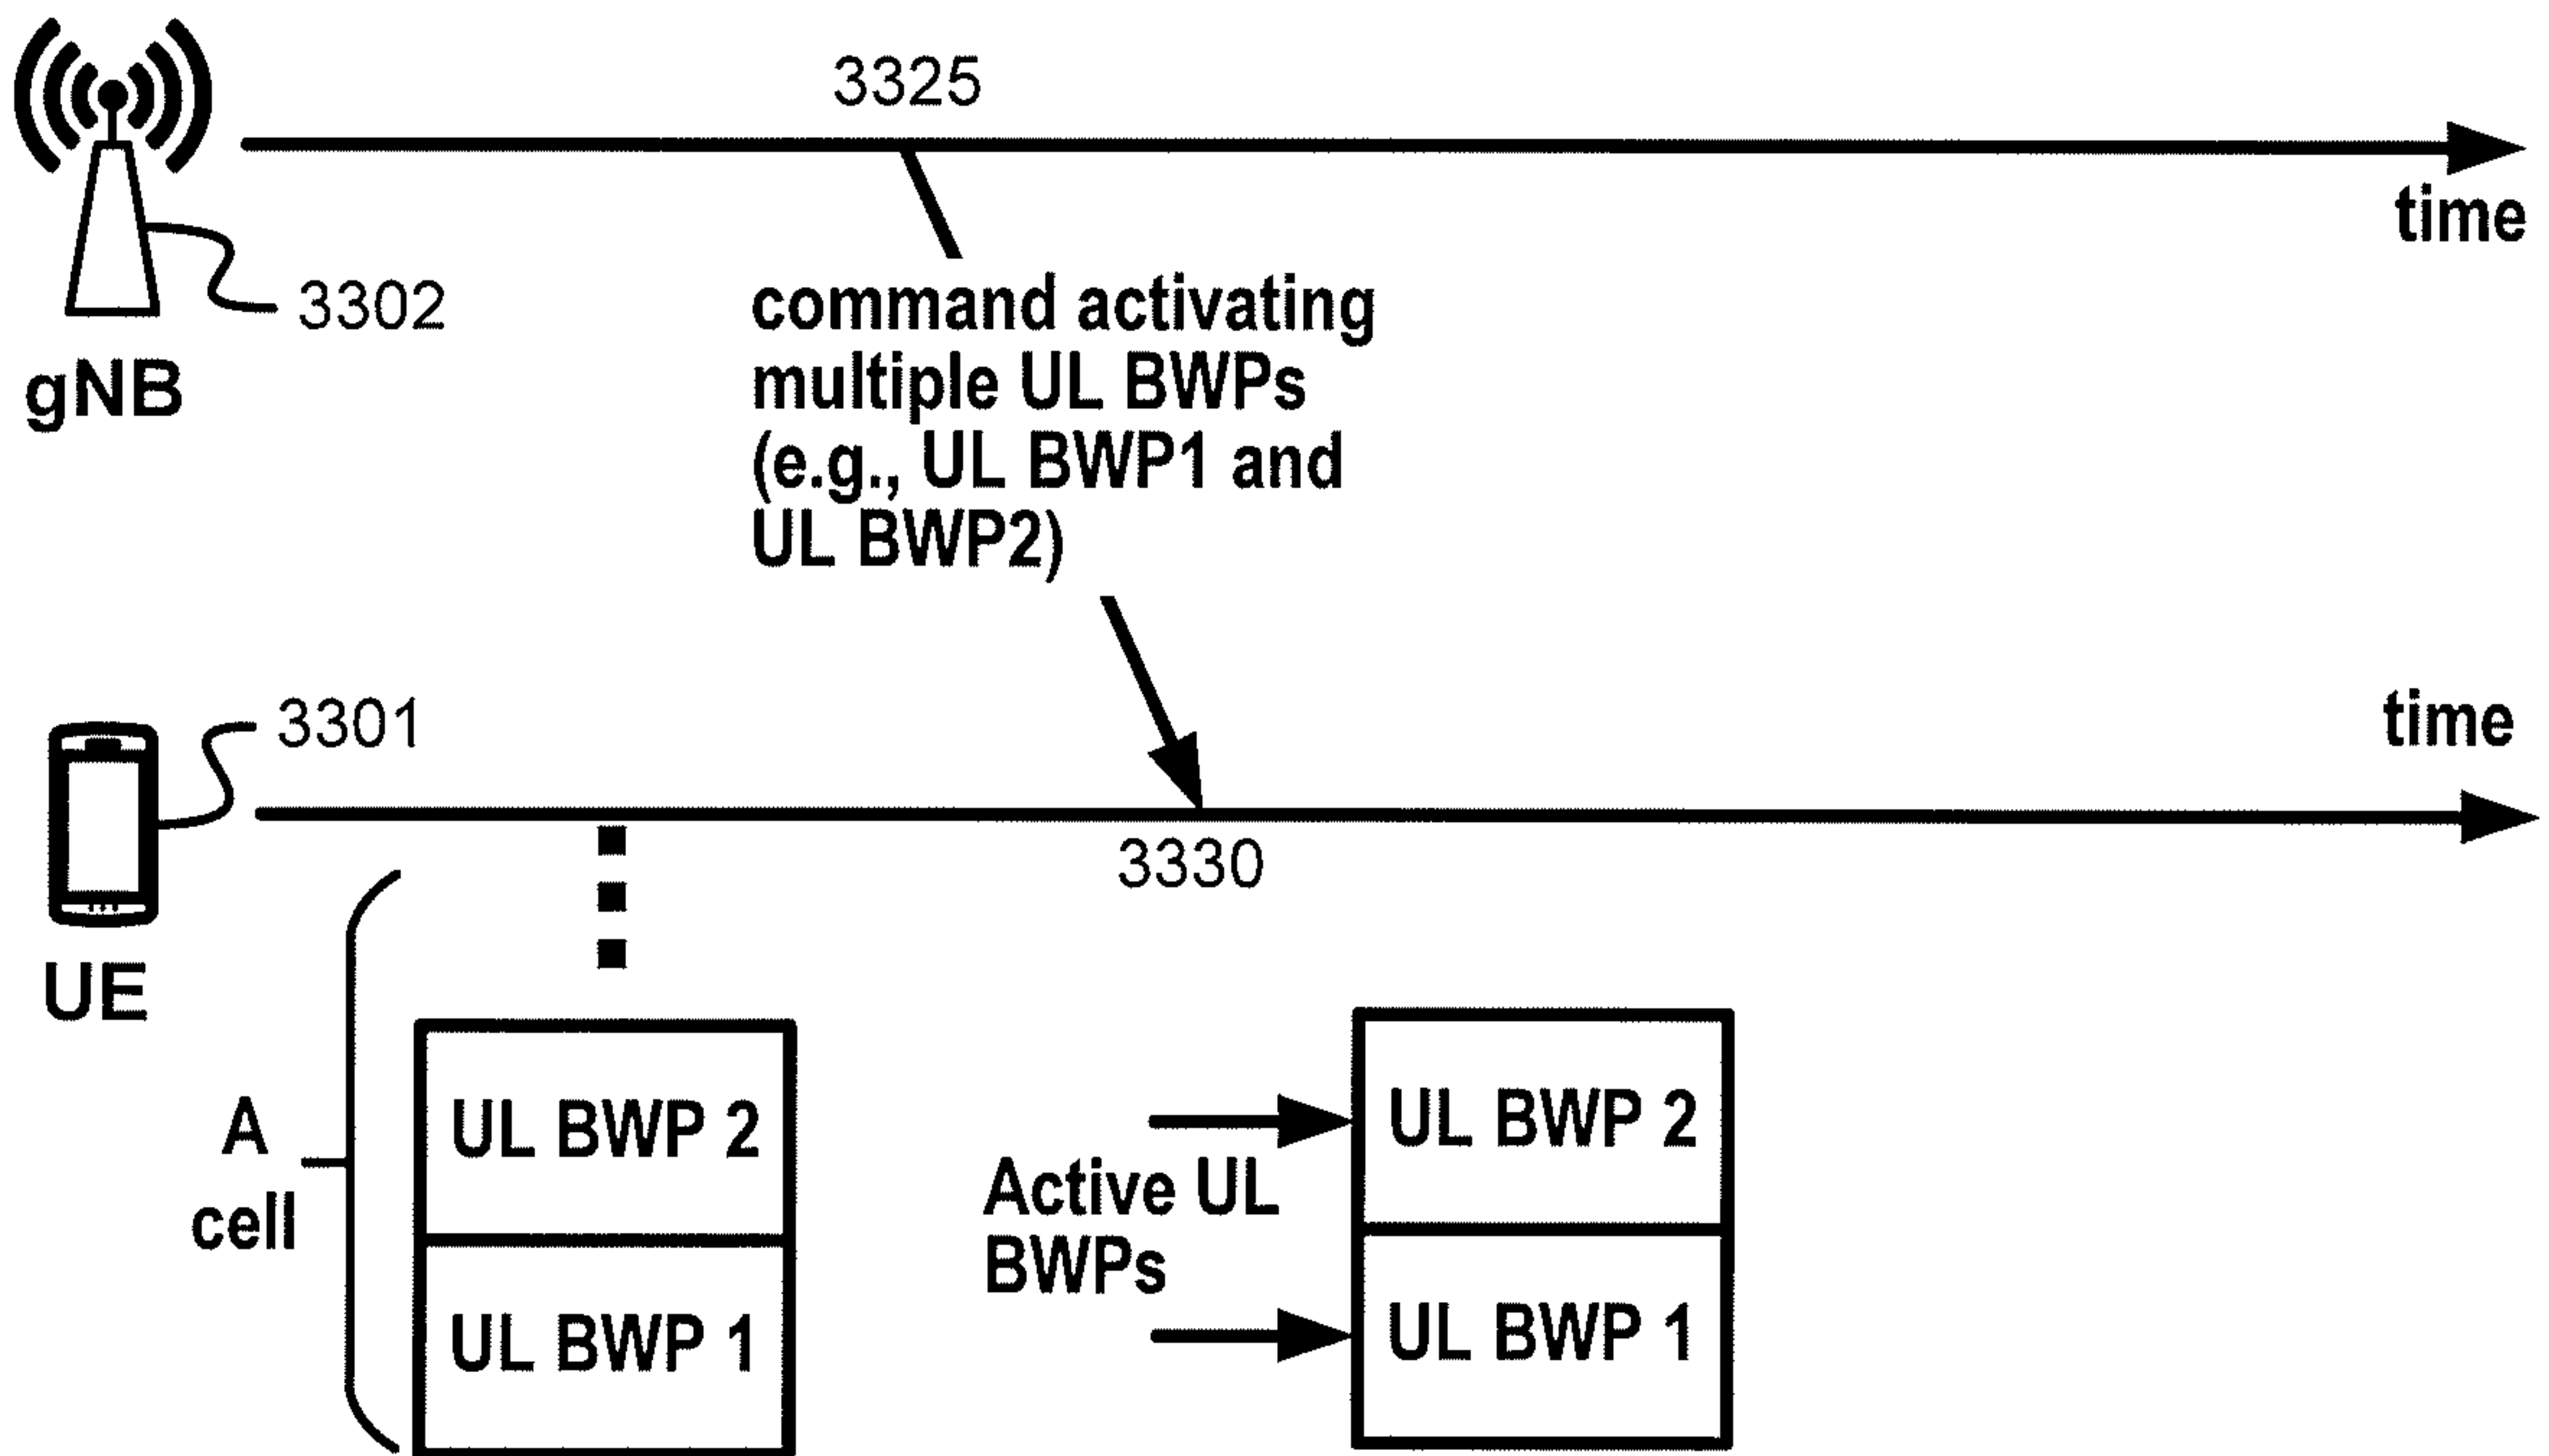 3325
time
3302
gNB
command activating
multiple UL BWPs
(e.g., UL BWP1 and
UL BWP2)
3301
time
3330
UE
A
cell
UL BWP 2
UL BWP 1
Active UL
BWPs
UL BWP 2
UL BWP 1